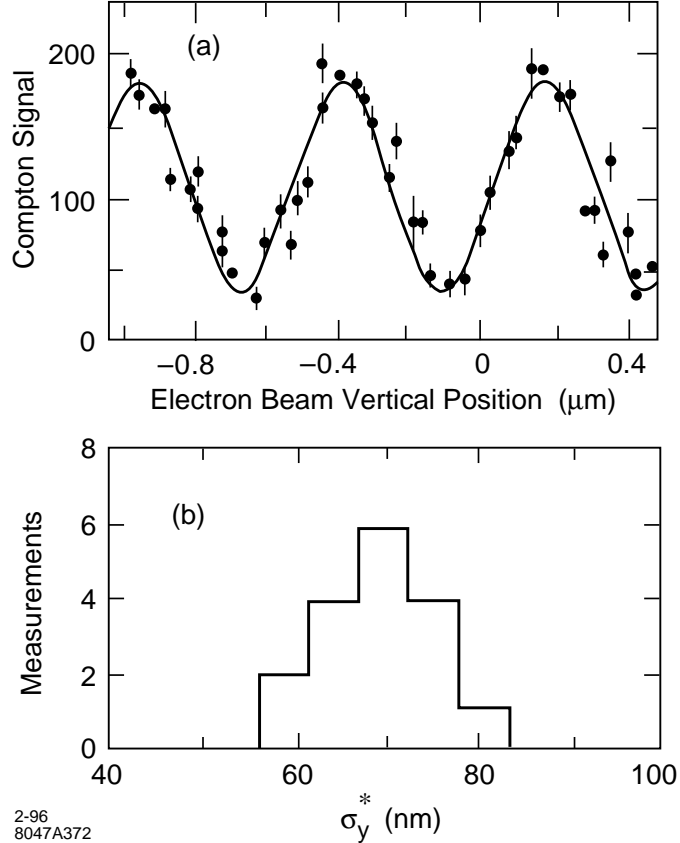 (a)
Compton Signal
200
100
0
−0.8 −0.4 0 0.4
Electron Beam Vertical Position (μm)
(b)
Measurements
8
6
4
2
0
40 60 80 100
σ*y (nm)
2-96
8047A372